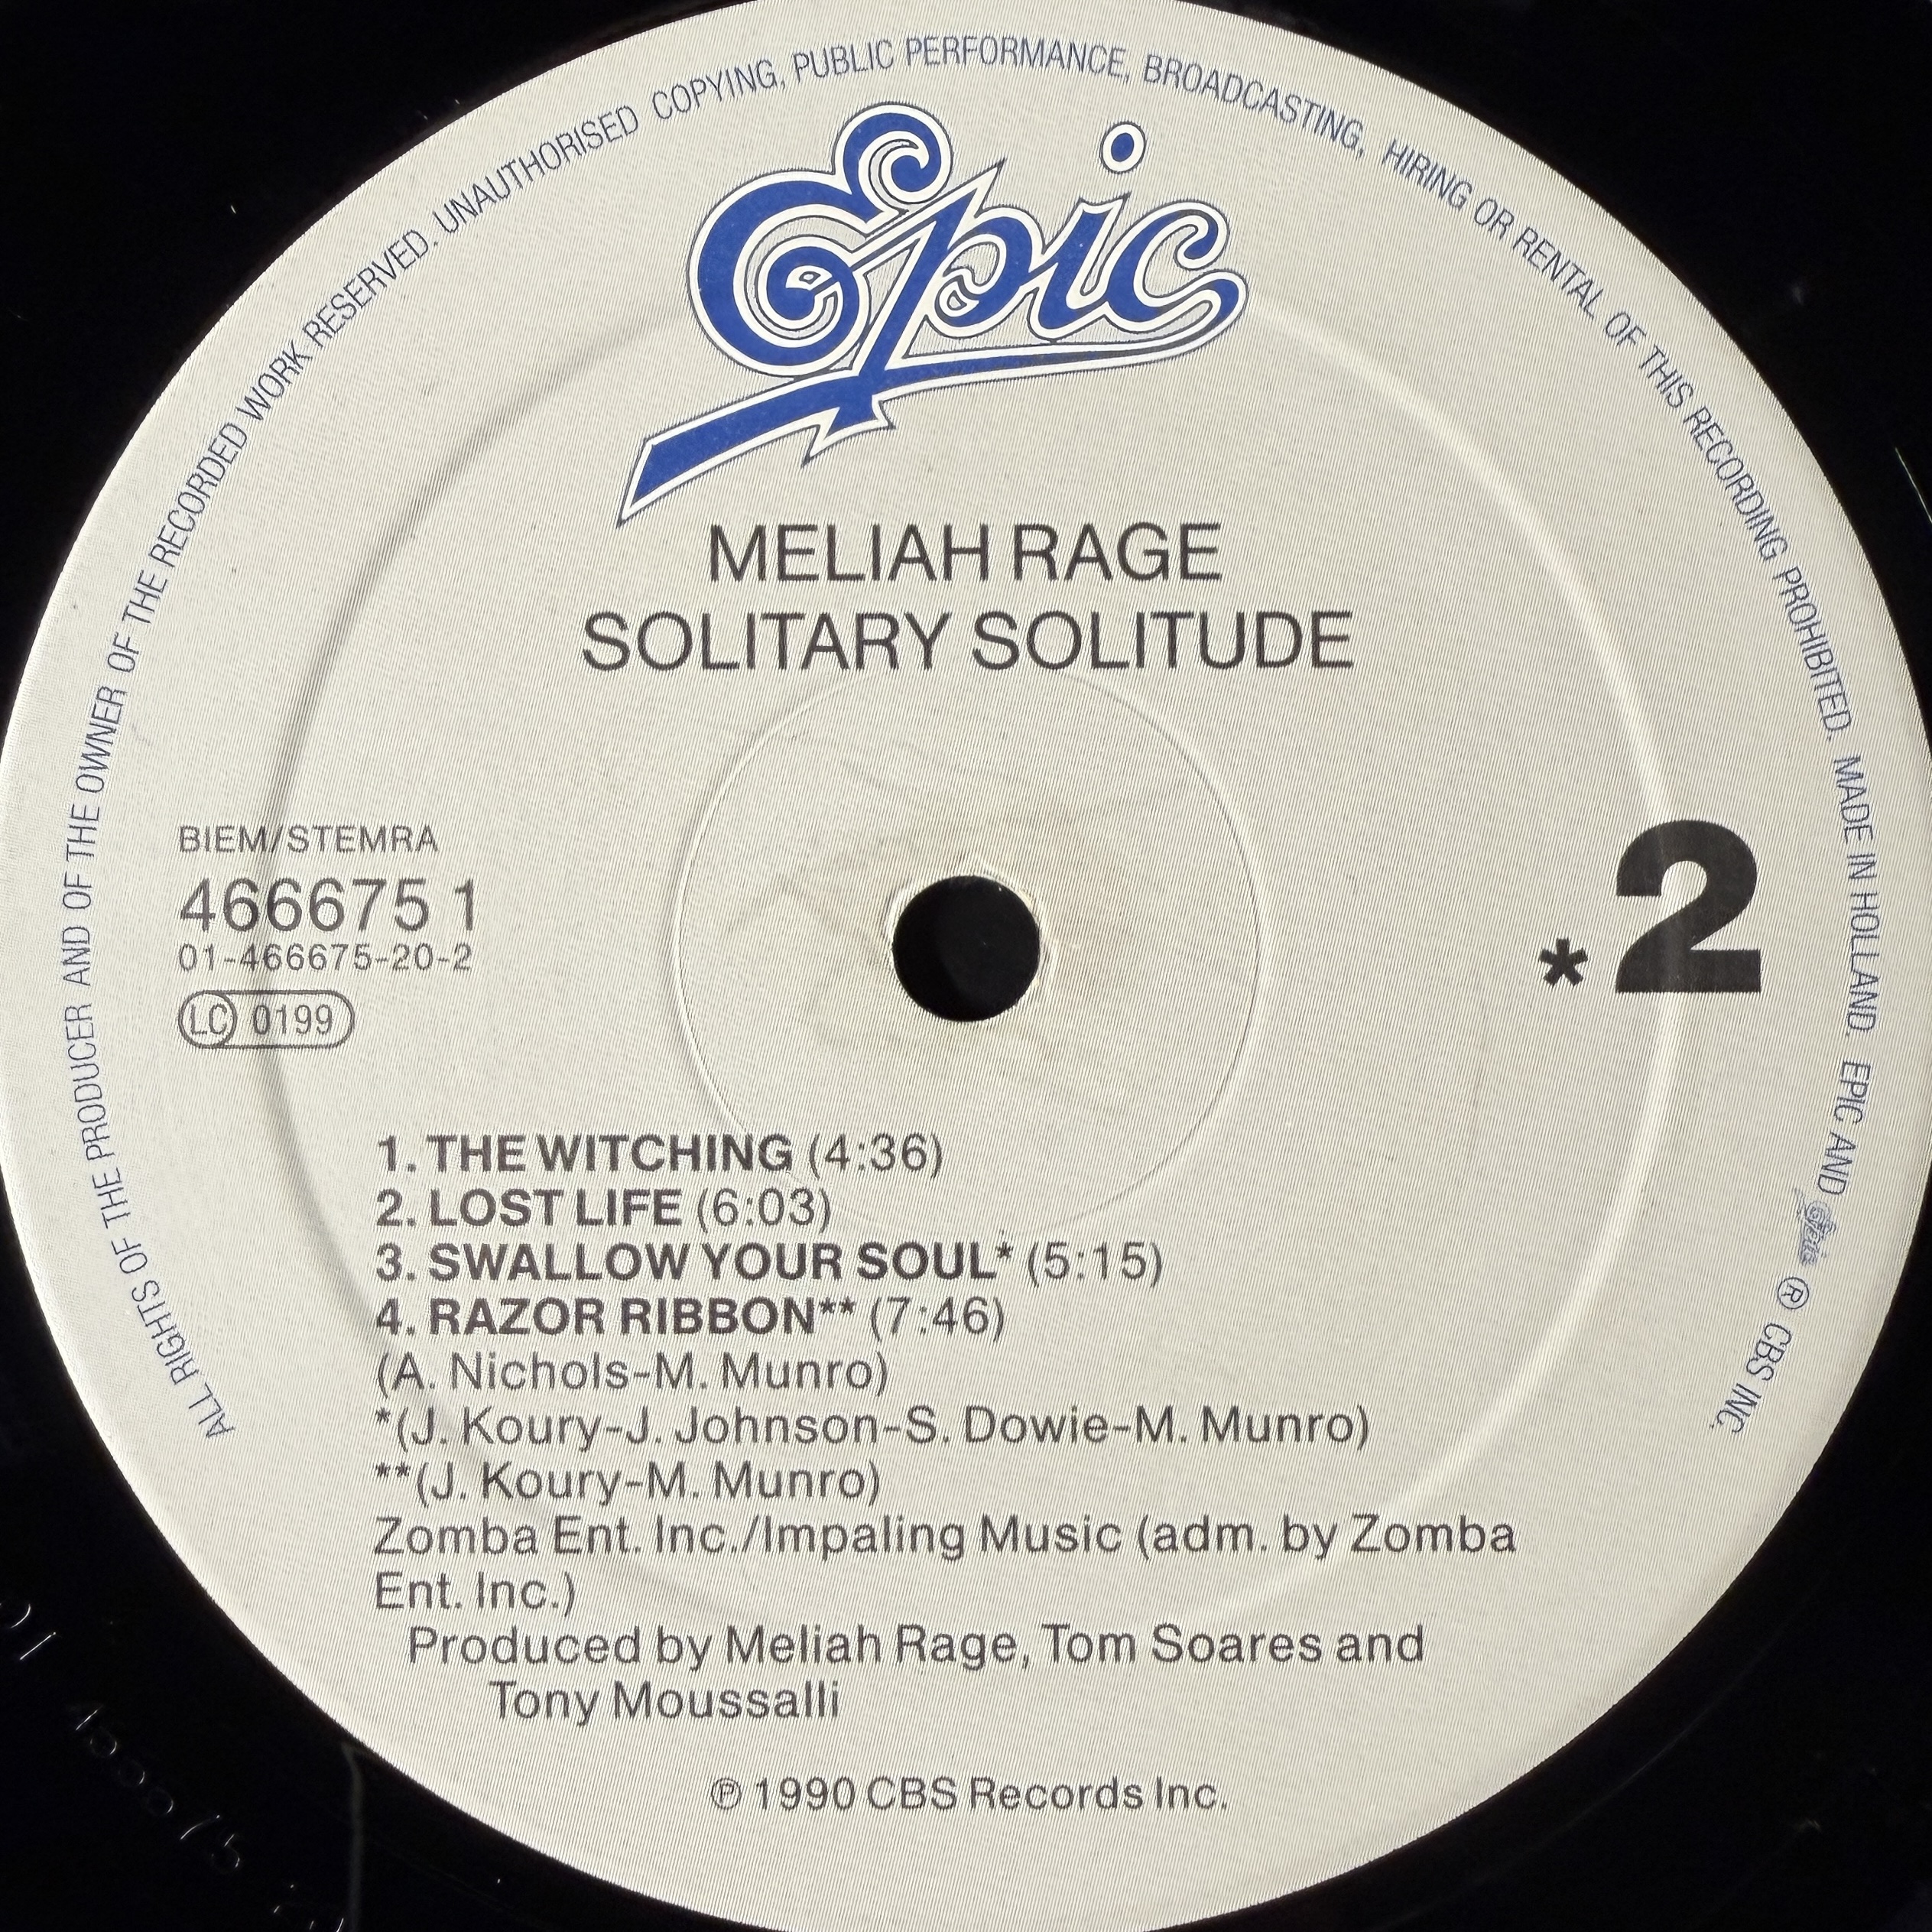 ALL RIGHTS OF THE PRODUCER AND OF THE OWNER OF THE RECORDED WORK RESERVED. UNAUTHORISED COPYING, PUBLIC PERFORMANCE, BROADCASTING, HIRING OR RENTAL OF THIS RECORDING PROHIBITED. MADE IN HOLLAND. EPIC AND Epic ® CBS INC.
Epic
MELIAH RAGE
SOLITARY SOLITUDE
BIEM/STEMRA
466675 1
01-466675-20-2
LC 0199
*2
1. THE WITCHING (4:36)
2. LOST LIFE (6:03)
3. SWALLOW YOUR SOUL* (5:15)
4. RAZOR RIBBON** (7:46)
(A. Nichols-M. Munro)
*(J. Koury-J. Johnson-S. Dowie-M. Munro)
**(J. Koury-M. Munro)
Zomba Ent. Inc./Impaling Music (adm. by Zomba
Ent. Inc.)
Produced by Meliah Rage, Tom Soares and
Tony Moussalli
℗ 1990 CBS Records Inc.